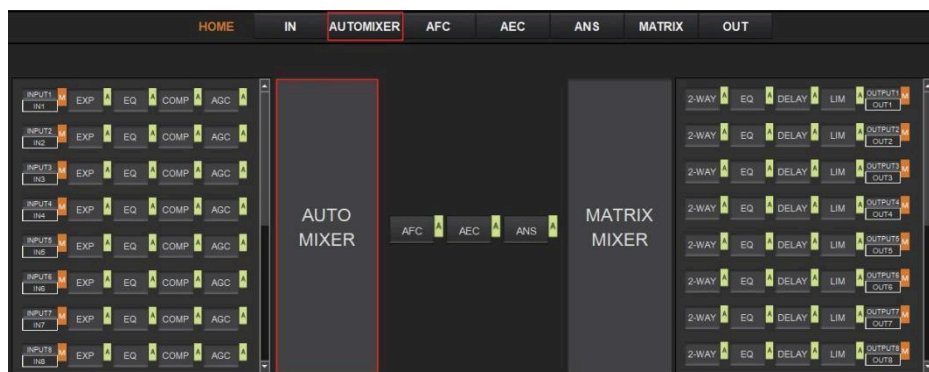 HOME IN AUTOMIXER AFC AEC ANS MATRIX OUT
INPUT1 M EXP A EQ A COMP A AGC A
IN1
INPUT2 M EXP A EQ A COMP A AGC A
IN2
INPUT3 M EXP A EQ A COMP A AGC A
IN3
INPUT4 M EXP A EQ A COMP A AGC A
IN4
INPUT5 M EXP A EQ A COMP A AGC A
IN5
INPUT6 M EXP A EQ A COMP A AGC A
IN6
INPUT7 M EXP A EQ A COMP A AGC A
IN7
INPUT8 M EXP A EQ A COMP A AGC A
IN8
AUTO
MIXER
AFC A AEC A ANS A
MATRIX
MIXER
2-WAY A EQ A DELAY A LIM A OUTPUT1 M
OUT1
2-WAY A EQ A DELAY A LIM A OUTPUT2 M
OUT2
2-WAY A EQ A DELAY A LIM A OUTPUT3 M
OUT3
2-WAY A EQ A DELAY A LIM A OUTPUT4 M
OUT4
2-WAY A EQ A DELAY A LIM A OUTPUT5 M
OUT5
2-WAY A EQ A DELAY A LIM A OUTPUT6 M
OUT6
2-WAY A EQ A DELAY A LIM A OUTPUT7 M
OUT7
2-WAY A EQ A DELAY A LIM A OUTPUT8 M
OUT8